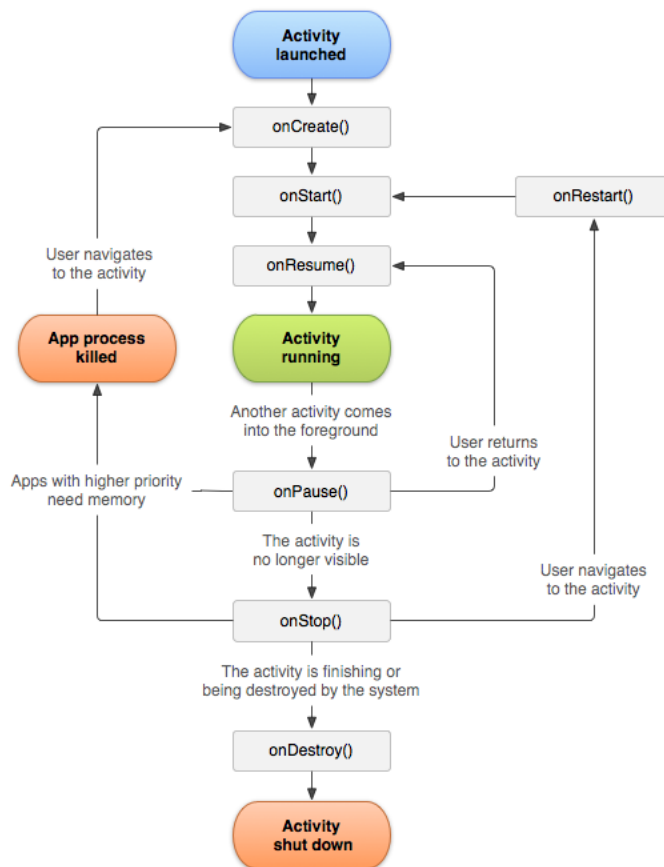 Activity
launched
onCreate()
onStart()
onRestart()
User navigates
to the activity
onResume()
App process
killed
Activity
running
Another activity comes
into the foreground
User returns
to the activity
Apps with higher priority
need memory
onPause()
The activity is
no longer visible
User navigates
to the activity
onStop()
The activity is finishing or
being destroyed by the system
onDestroy()
Activity
shut down